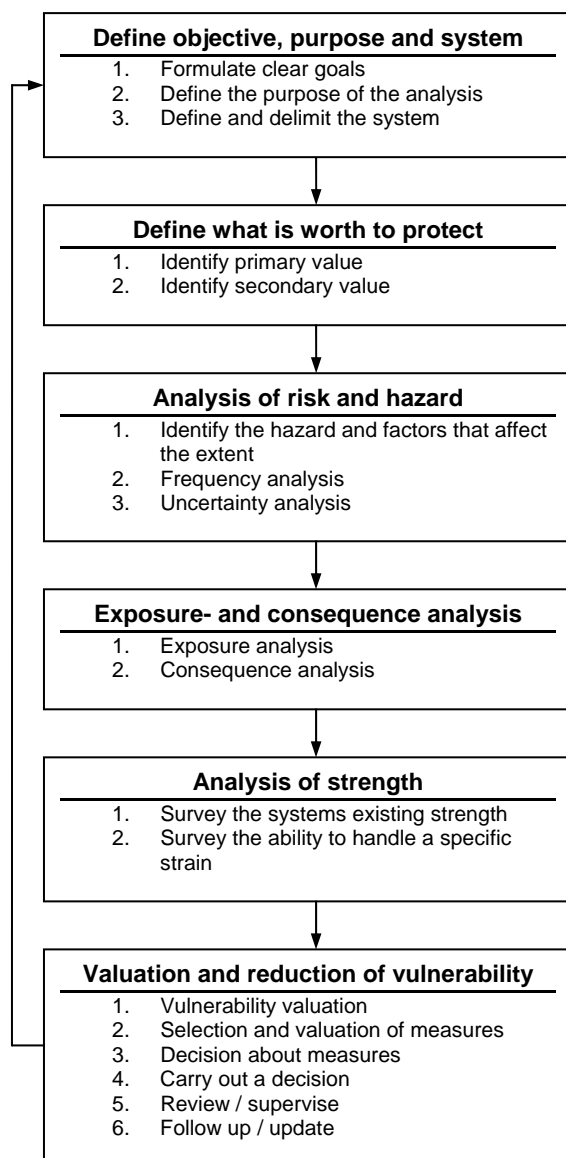 Define objective, purpose and system
1. Formulate clear goals
2. Define the purpose of the analysis
3. Define and delimit the system
Define what is worth to protect
1. Identify primary value
2. Identify secondary value
Analysis of risk and hazard
1. Identify the hazard and factors that affect
the extent
2. Frequency analysis
3. Uncertainty analysis
Exposure- and consequence analysis
1. Exposure analysis
2. Consequence analysis
Analysis of strength
1. Survey the systems existing strength
2. Survey the ability to handle a specific
strain
Valuation and reduction of vulnerability
1. Vulnerability valuation
2. Selection and valuation of measures
3. Decision about measures
4. Carry out a decision
5. Review / supervise
6. Follow up / update